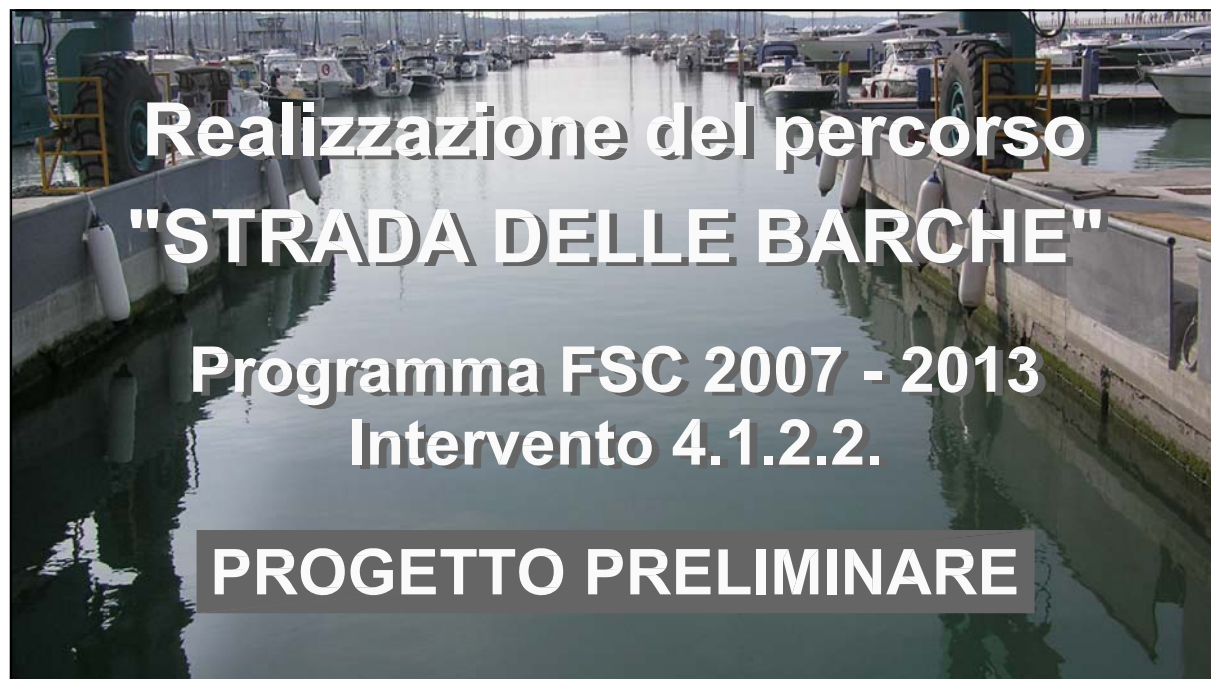 Realizzazione del percorso
"STRADA DELLE BARCHE"
Programma FSC 2007 - 2013
Intervento 4.1.2.2.
PROGETTO PRELIMINARE